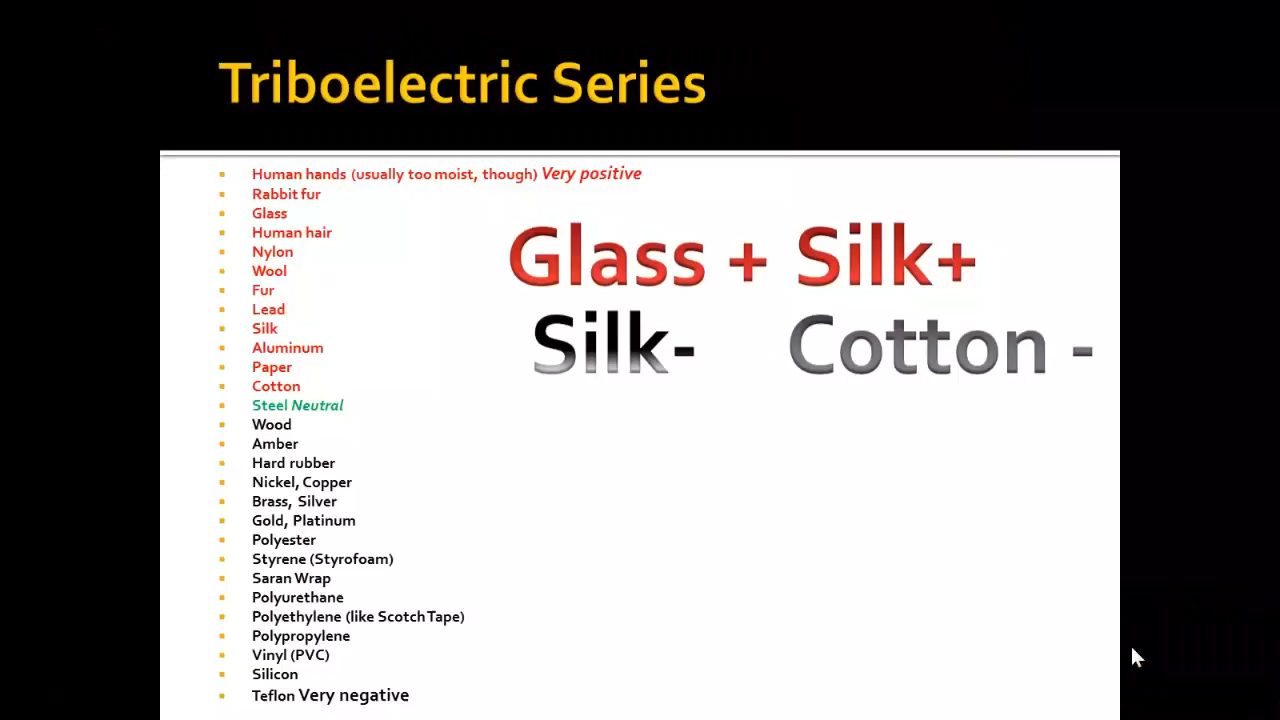 Triboelectric Series
Human hands (usually too moist, though) Very positive
Rabbit fur
Glass
Human hair
Nylon
Wool
Fur
Lead
Silk
Aluminum
Paper
Cotton
Steel Neutral
Wood
Amber
Hard rubber
Nickel, Copper
Brass, Silver
Gold, Platinum
Polyester
Styrene (Styrofoam)
Saran Wrap
Polyurethane
Polyethylene (like Scotch Tape)
Polypropylene
Vinyl (PVC)
Silicon
Teflon Very negative
Glass + Silk+
Silk- Cotton -